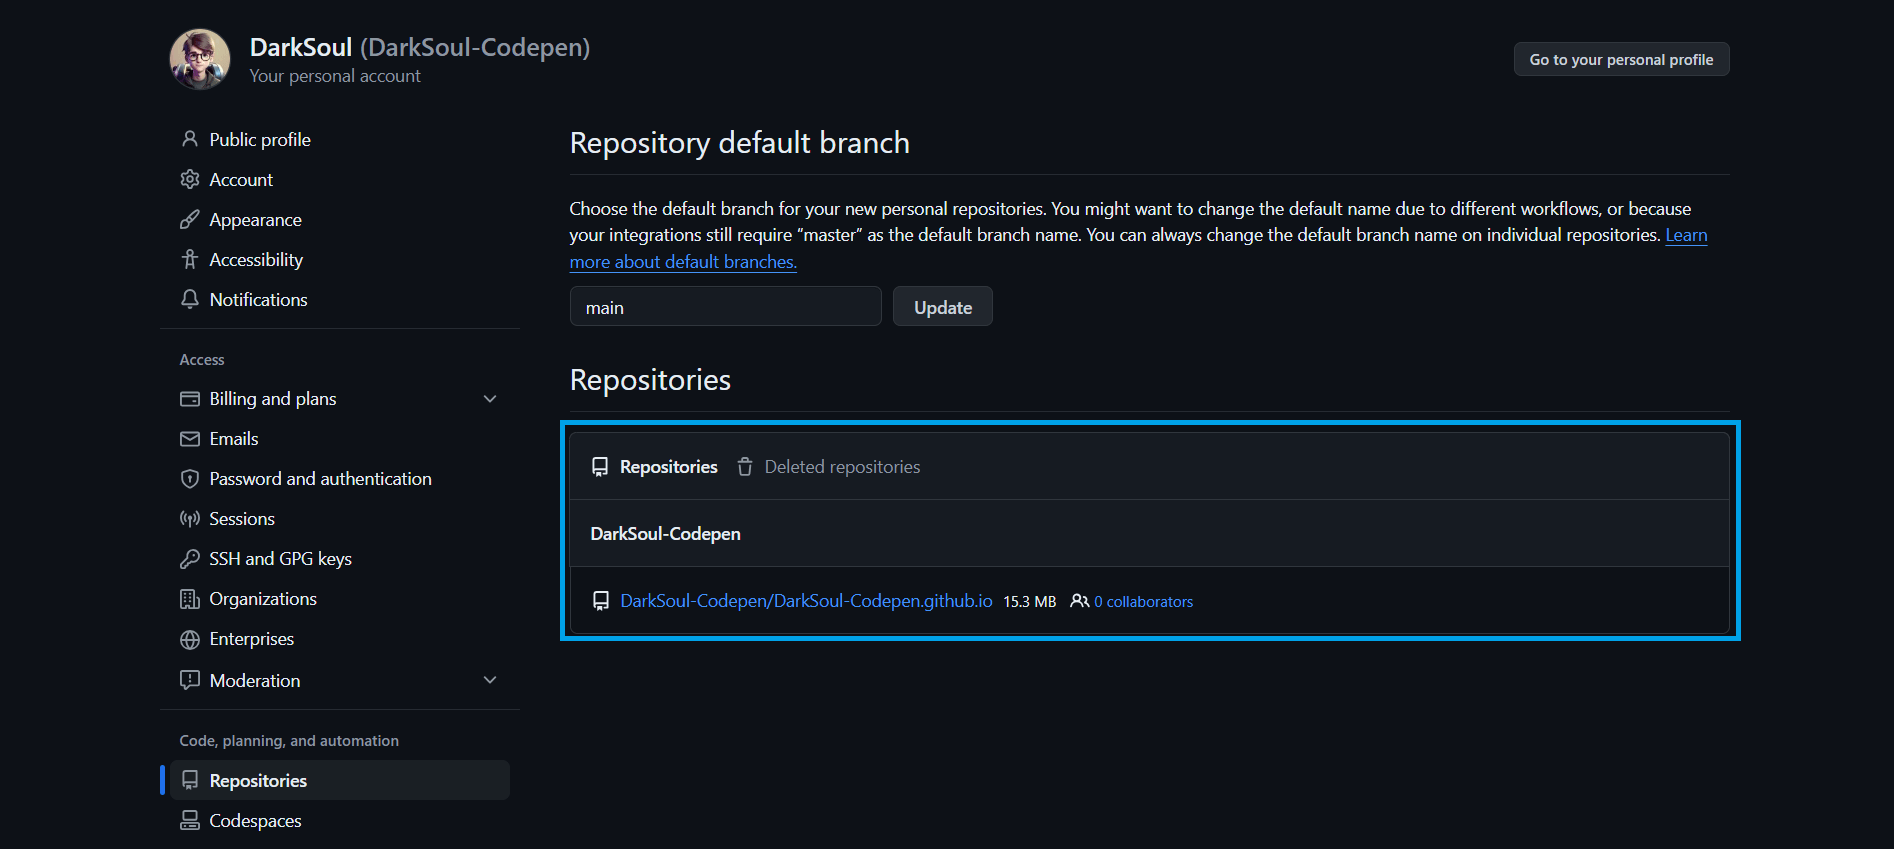 DarkSoul (DarkSoul-Codepen)
Your personal account
Go to your personal profile
Public profile
Account
Appearance
Accessibility
Notifications
Access
Billing and plans
Emails
Password and authentication
Sessions
SSH and GPG keys
Organizations
Enterprises
Moderation
Code, planning, and automation
Repositories
Codespaces
Repository default branch
Choose the default branch for your new personal repositories. You might want to change the default name due to different workflows, or because
your integrations still require “master” as the default branch name. You can always change the default branch name on individual repositories. Learn
more about default branches.
main
Update
Repositories
Repositories Deleted repositories
DarkSoul-Codepen
DarkSoul-Codepen/DarkSoul-Codepen.github.io 15.3 MB 0 collaborators